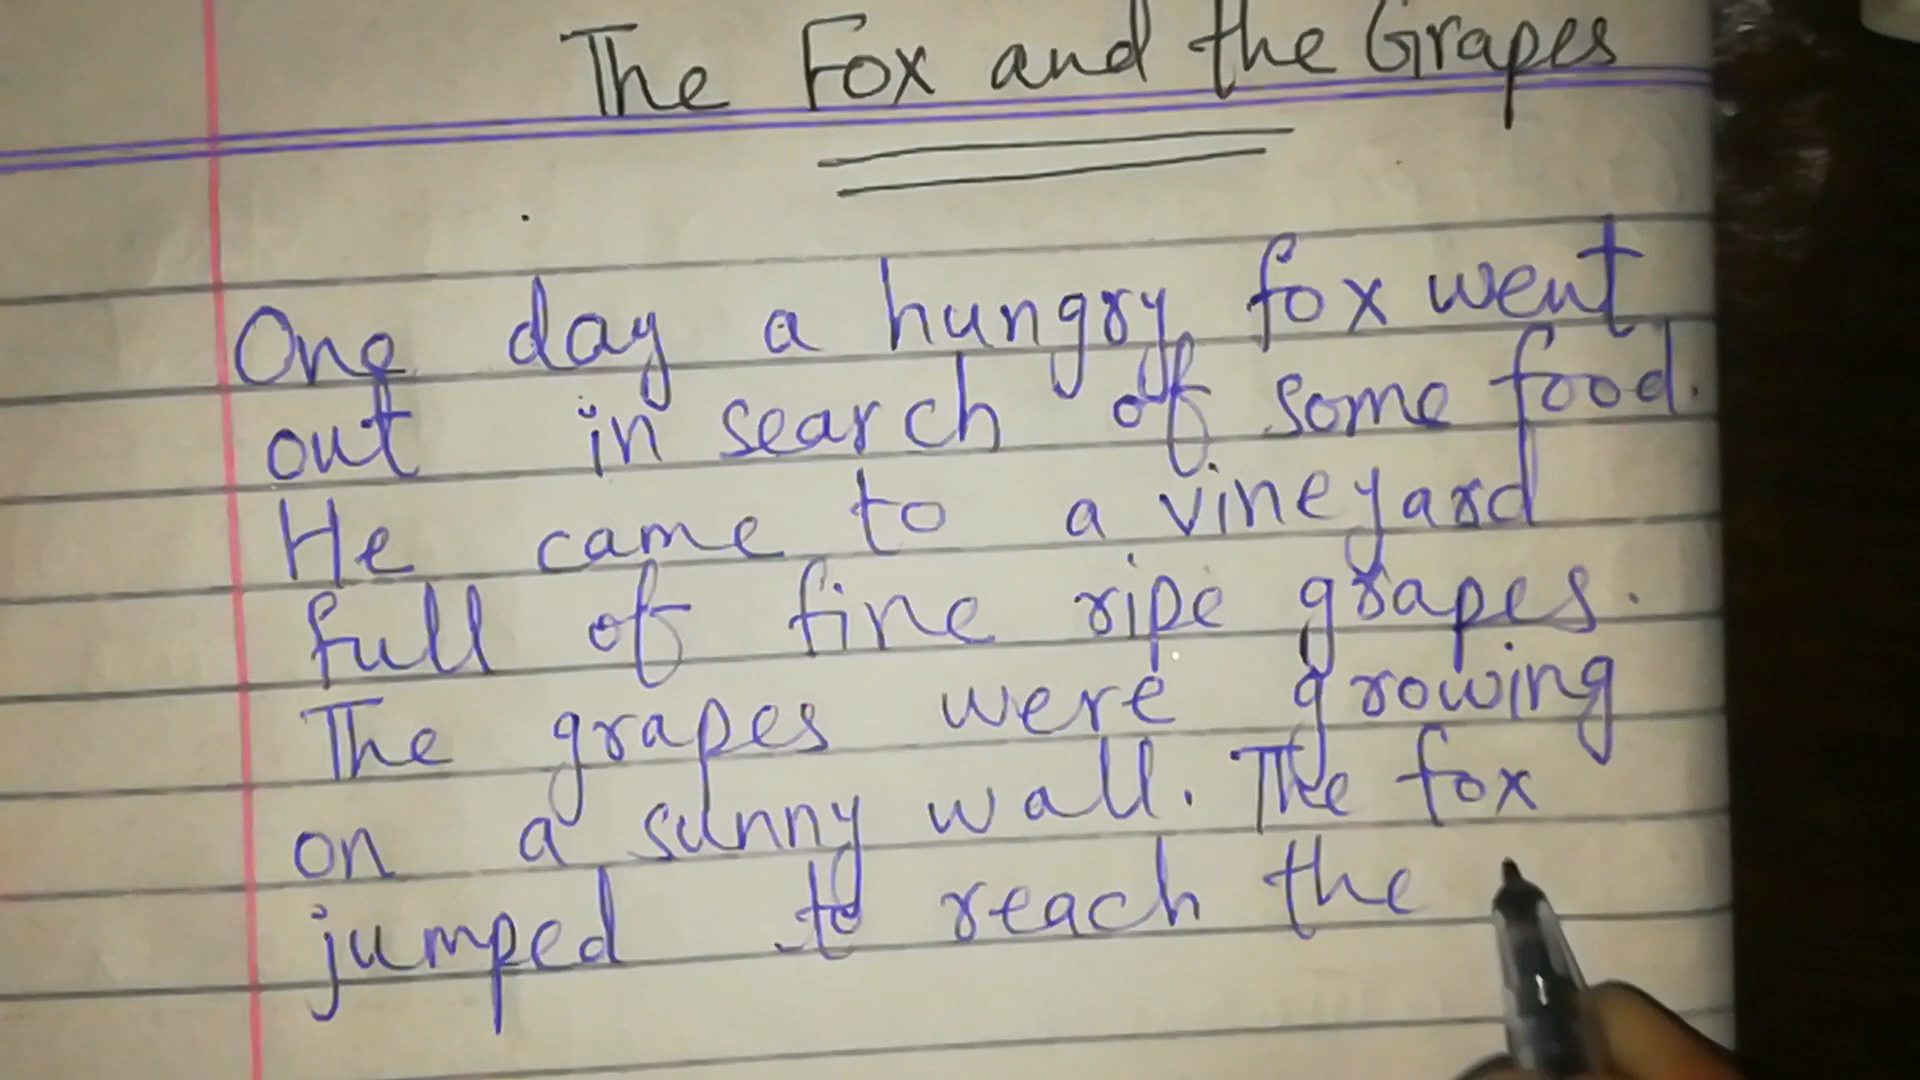 The Fox and the Grapes
One day a hungry fox went
out in search of some food.
He came to a vineyard
full of fine ripe grapes.
The grapes were growing
on a sunny wall. The fox
jumped to reach the